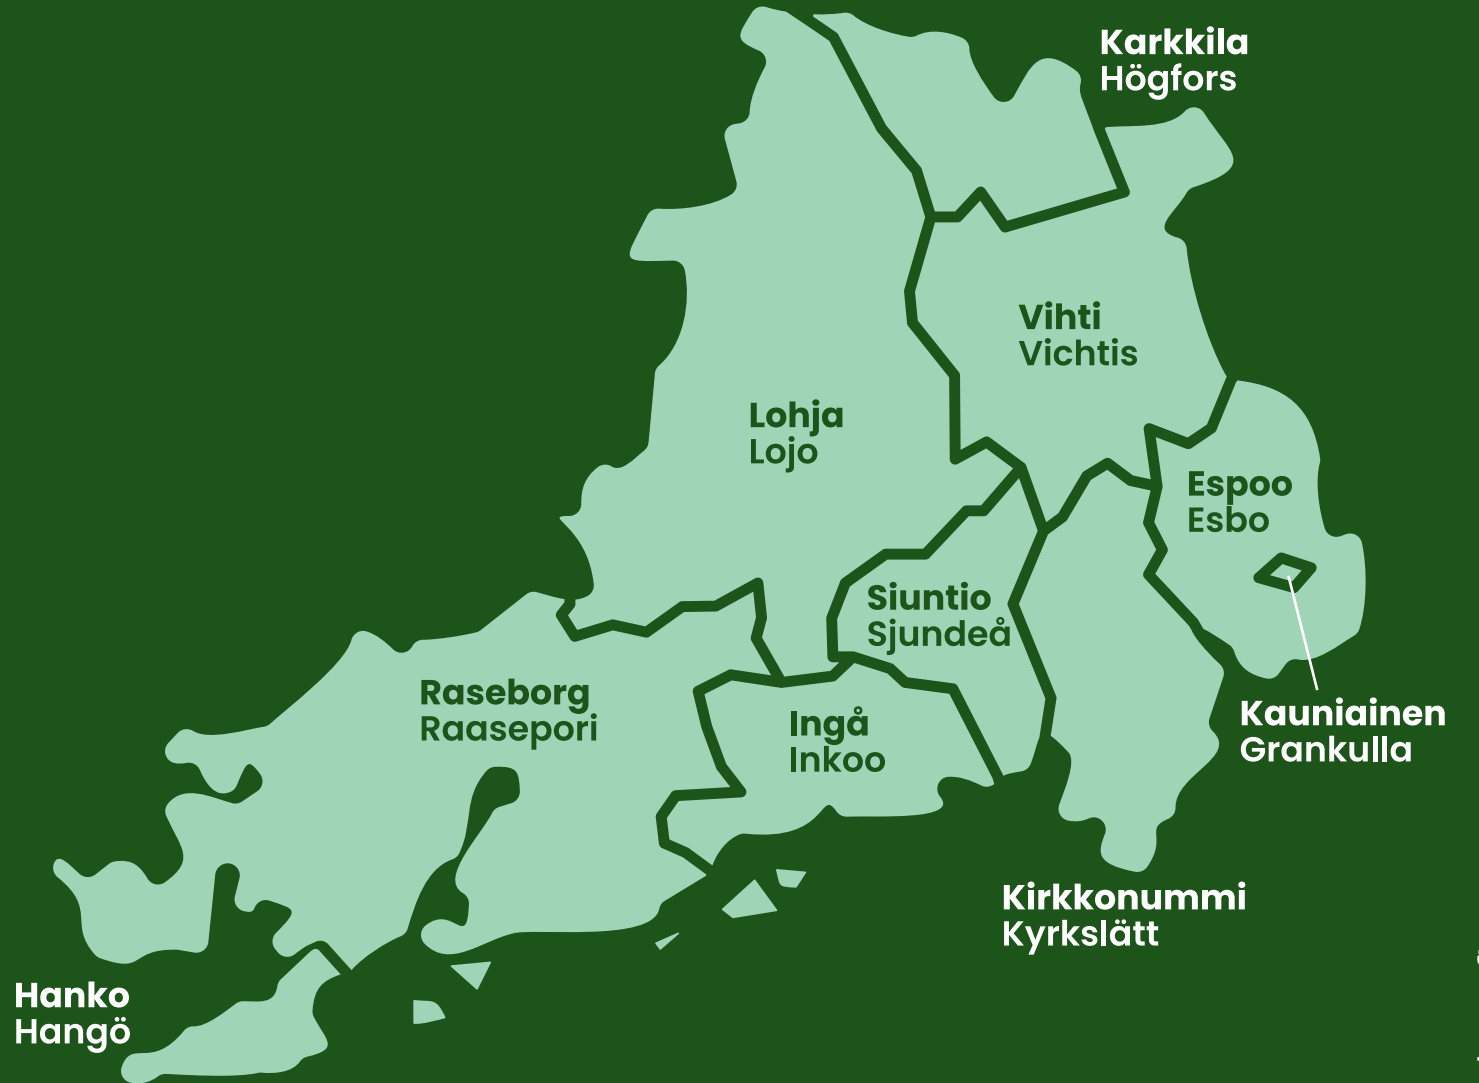 Karkkila
Högfors
Vihti
Vichtis
Lohja
Lojo
Espoo
Esbo
Siuntio
Sjundeå
Raseborg
Raasepori
Ingå
Inkoo
Kauniainen
Grankulla
Kirkkonummi
Kyrkslätt
Hanko
Hangö